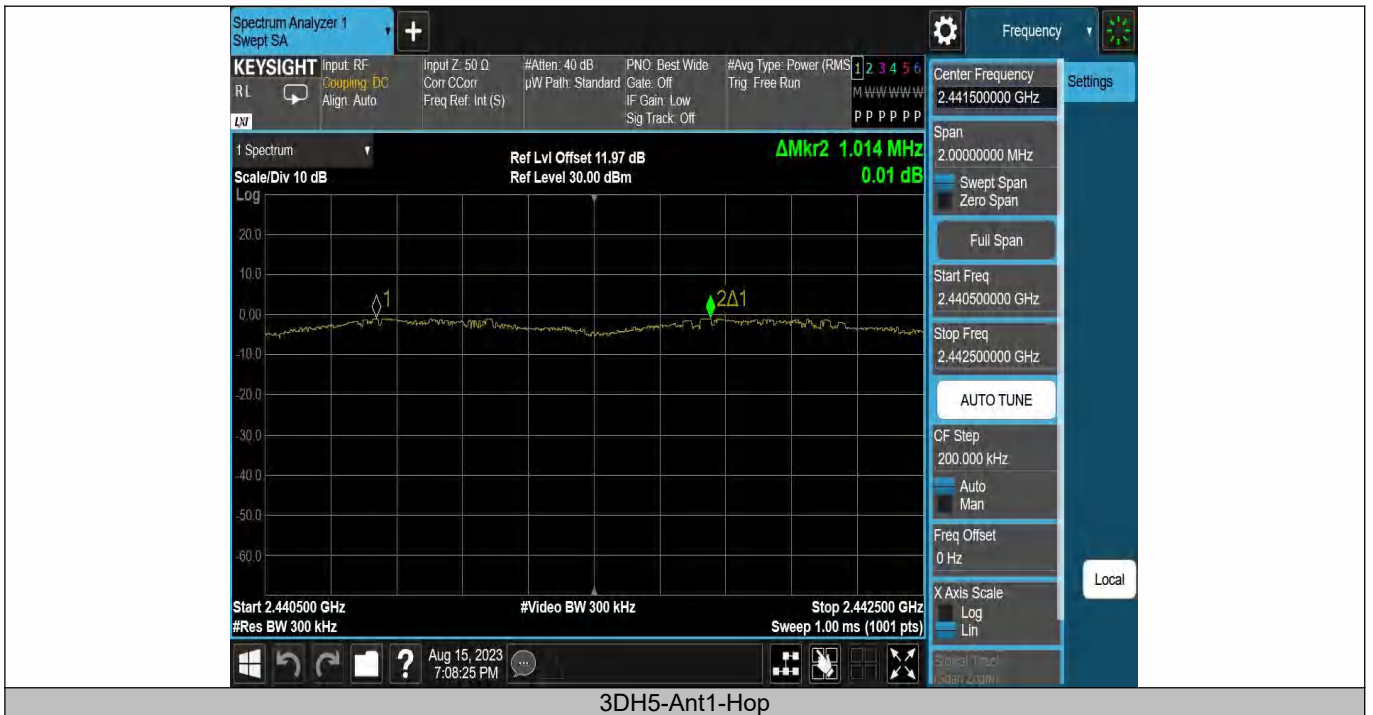 Spectrum Analyzer 1
Swept SA
+
Frequency
KEYSIGHT
RL
LXI
Input: RF
Coupling: DC
Align: Auto
Input Z: 50 Ω
Corr CCorr
Freq Ref: Int (S)
#Atten: 40 dB
µW Path: Standard
PNO: Best Wide
Gate: Off
IF Gain: Low
Sig Track: Off
#Avg Type: Power (RMS
Trig: Free Run
1 2 3 4 5 6
M W W W W W
P P P P P P
1 Spectrum
Scale/Div 10 dB
Log
Ref Lvl Offset 11.97 dB
Ref Level 30.00 dBm
ΔMkr2 1.014 MHz
0.01 dB
20.0
10.0
0.00
-10.0
-20.0
-30.0
-40.0
-50.0
-60.0
1
2Δ1
Start 2.440500 GHz
#Res BW 300 kHz
#Video BW 300 kHz
Stop 2.442500 GHz
Sweep 1.00 ms (1001 pts)
Center Frequency
2.441500000 GHz
Settings
Span
2.00000000 MHz
Swept Span
Zero Span
Full Span
Start Freq
2.440500000 GHz
Stop Freq
2.442500000 GHz
AUTO TUNE
CF Step
200.000 kHz
Auto
Man
Freq Offset
0 Hz
X Axis Scale
Log
Lin
Signal Track
(Span Zoom)
Local
?
Aug 15, 2023
7:08:25 PM
3DH5-Ant1-Hop